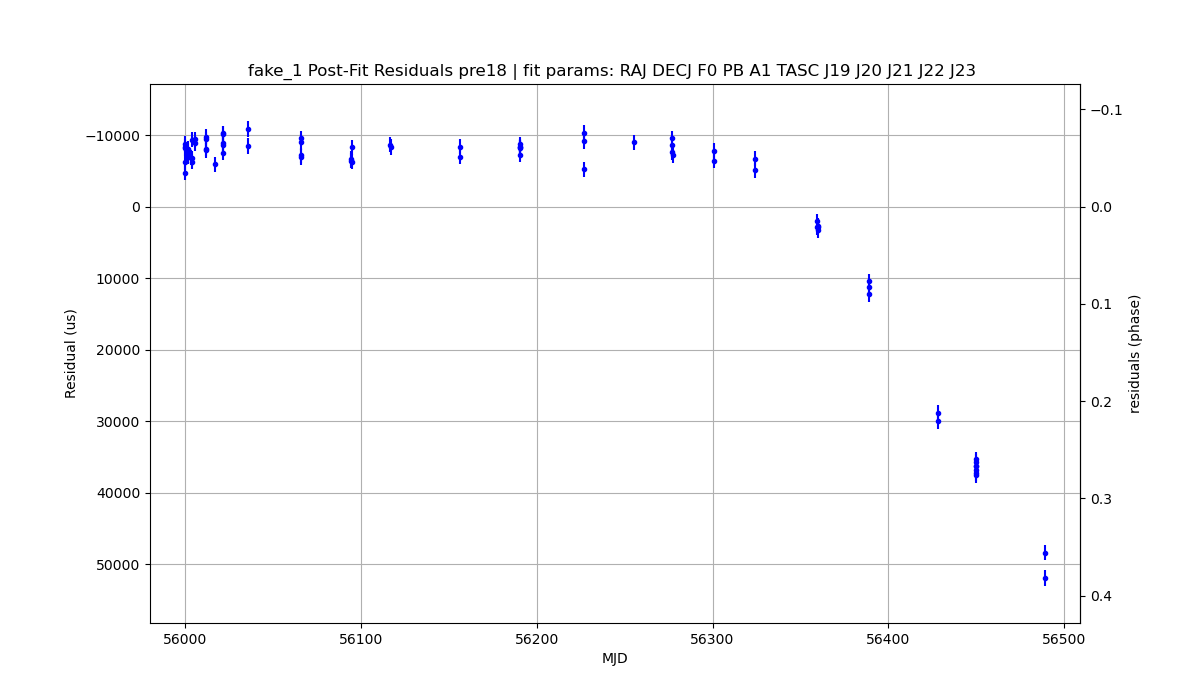 fake_1 Post-Fit Residuals pre18 | fit params: RAJ DECJ F0 PB A1 TASC J19 J20 J21 J22 J23
−0.1
−10000
0
0.0
10000
0.1
Residual (us)
residuals (phase)
20000
0.2
30000
40000
0.3
50000
0.4
56000 56100 56200 56300 56400 56500
MJD